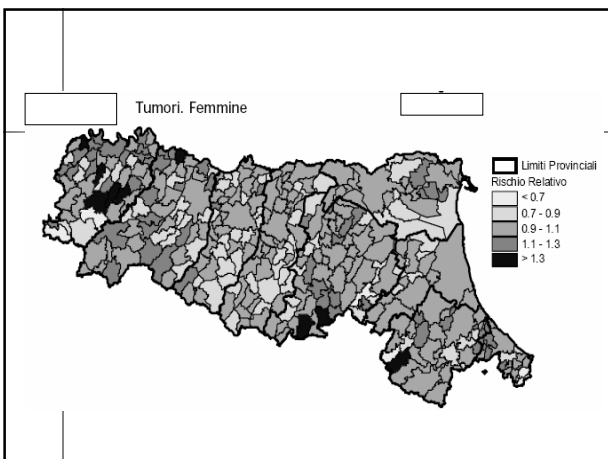 Tumori. Femmine
Limiti Provinciali
Rischio Relativo
< 0.7
0.7 - 0.9
0.9 - 1.1
1.1 - 1.3
> 1.3